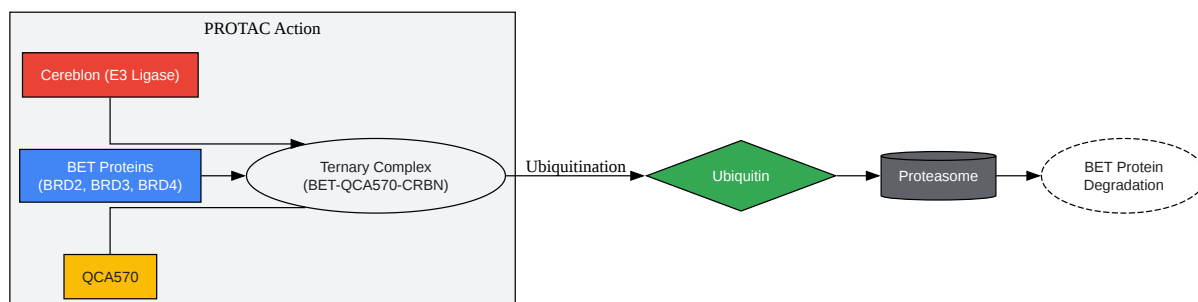 PROTAC Action
Cereblon (E3 Ligase)
BET Proteins
(BRD2, BRD3, BRD4)
QCA570
Ternary Complex
(BET-QCA570-CRBN)
Ubiquitination
Ubiquitin
Proteasome
BET Protein
Degradation